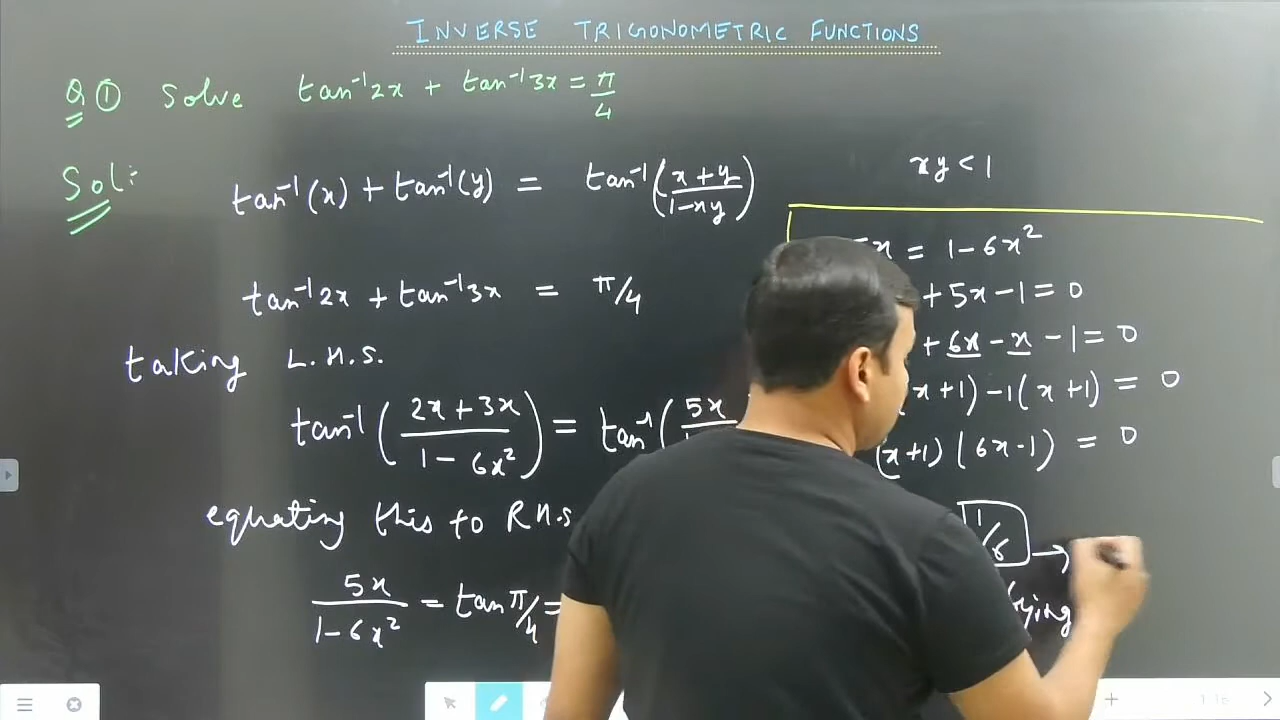 INVERSE TRIGONOMETRIC FUNCTIONS
Q① Solve tan⁻¹2x + tan⁻¹3x = π/4
Sol:
tan⁻¹(x) + tan⁻¹(y) = tan⁻¹((x+y)/(1-xy)) xy < 1
tan⁻¹2x + tan⁻¹3x = π/4
taking L.H.S.
tan⁻¹((2x+3x)/(1-6x²)) = tan⁻¹(5x
equating this to R.H.S
5x/(1-6x²) = tan π/4 =
5x = 1-6x²
+5x-1=0
+6x-x-1=0
(x+1)-1(x+1) = 0
(x+1)(6x-1) = 0
1/6 →